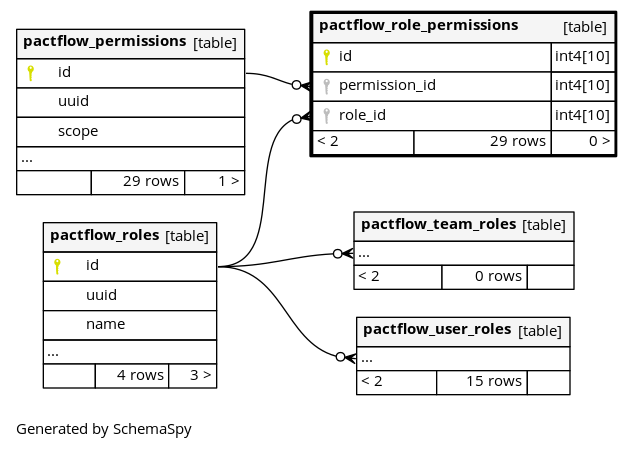 pactflow_permissions [table]
id
uuid
scope
...
29 rows 1 >
pactflow_role_permissions [table]
id int4[10]
permission_id int4[10]
role_id int4[10]
< 2 29 rows 0 >
pactflow_roles [table]
id
uuid
name
...
4 rows 3 >
pactflow_team_roles [table]
...
< 2 0 rows
pactflow_user_roles [table]
...
< 2 15 rows
Generated by SchemaSpy